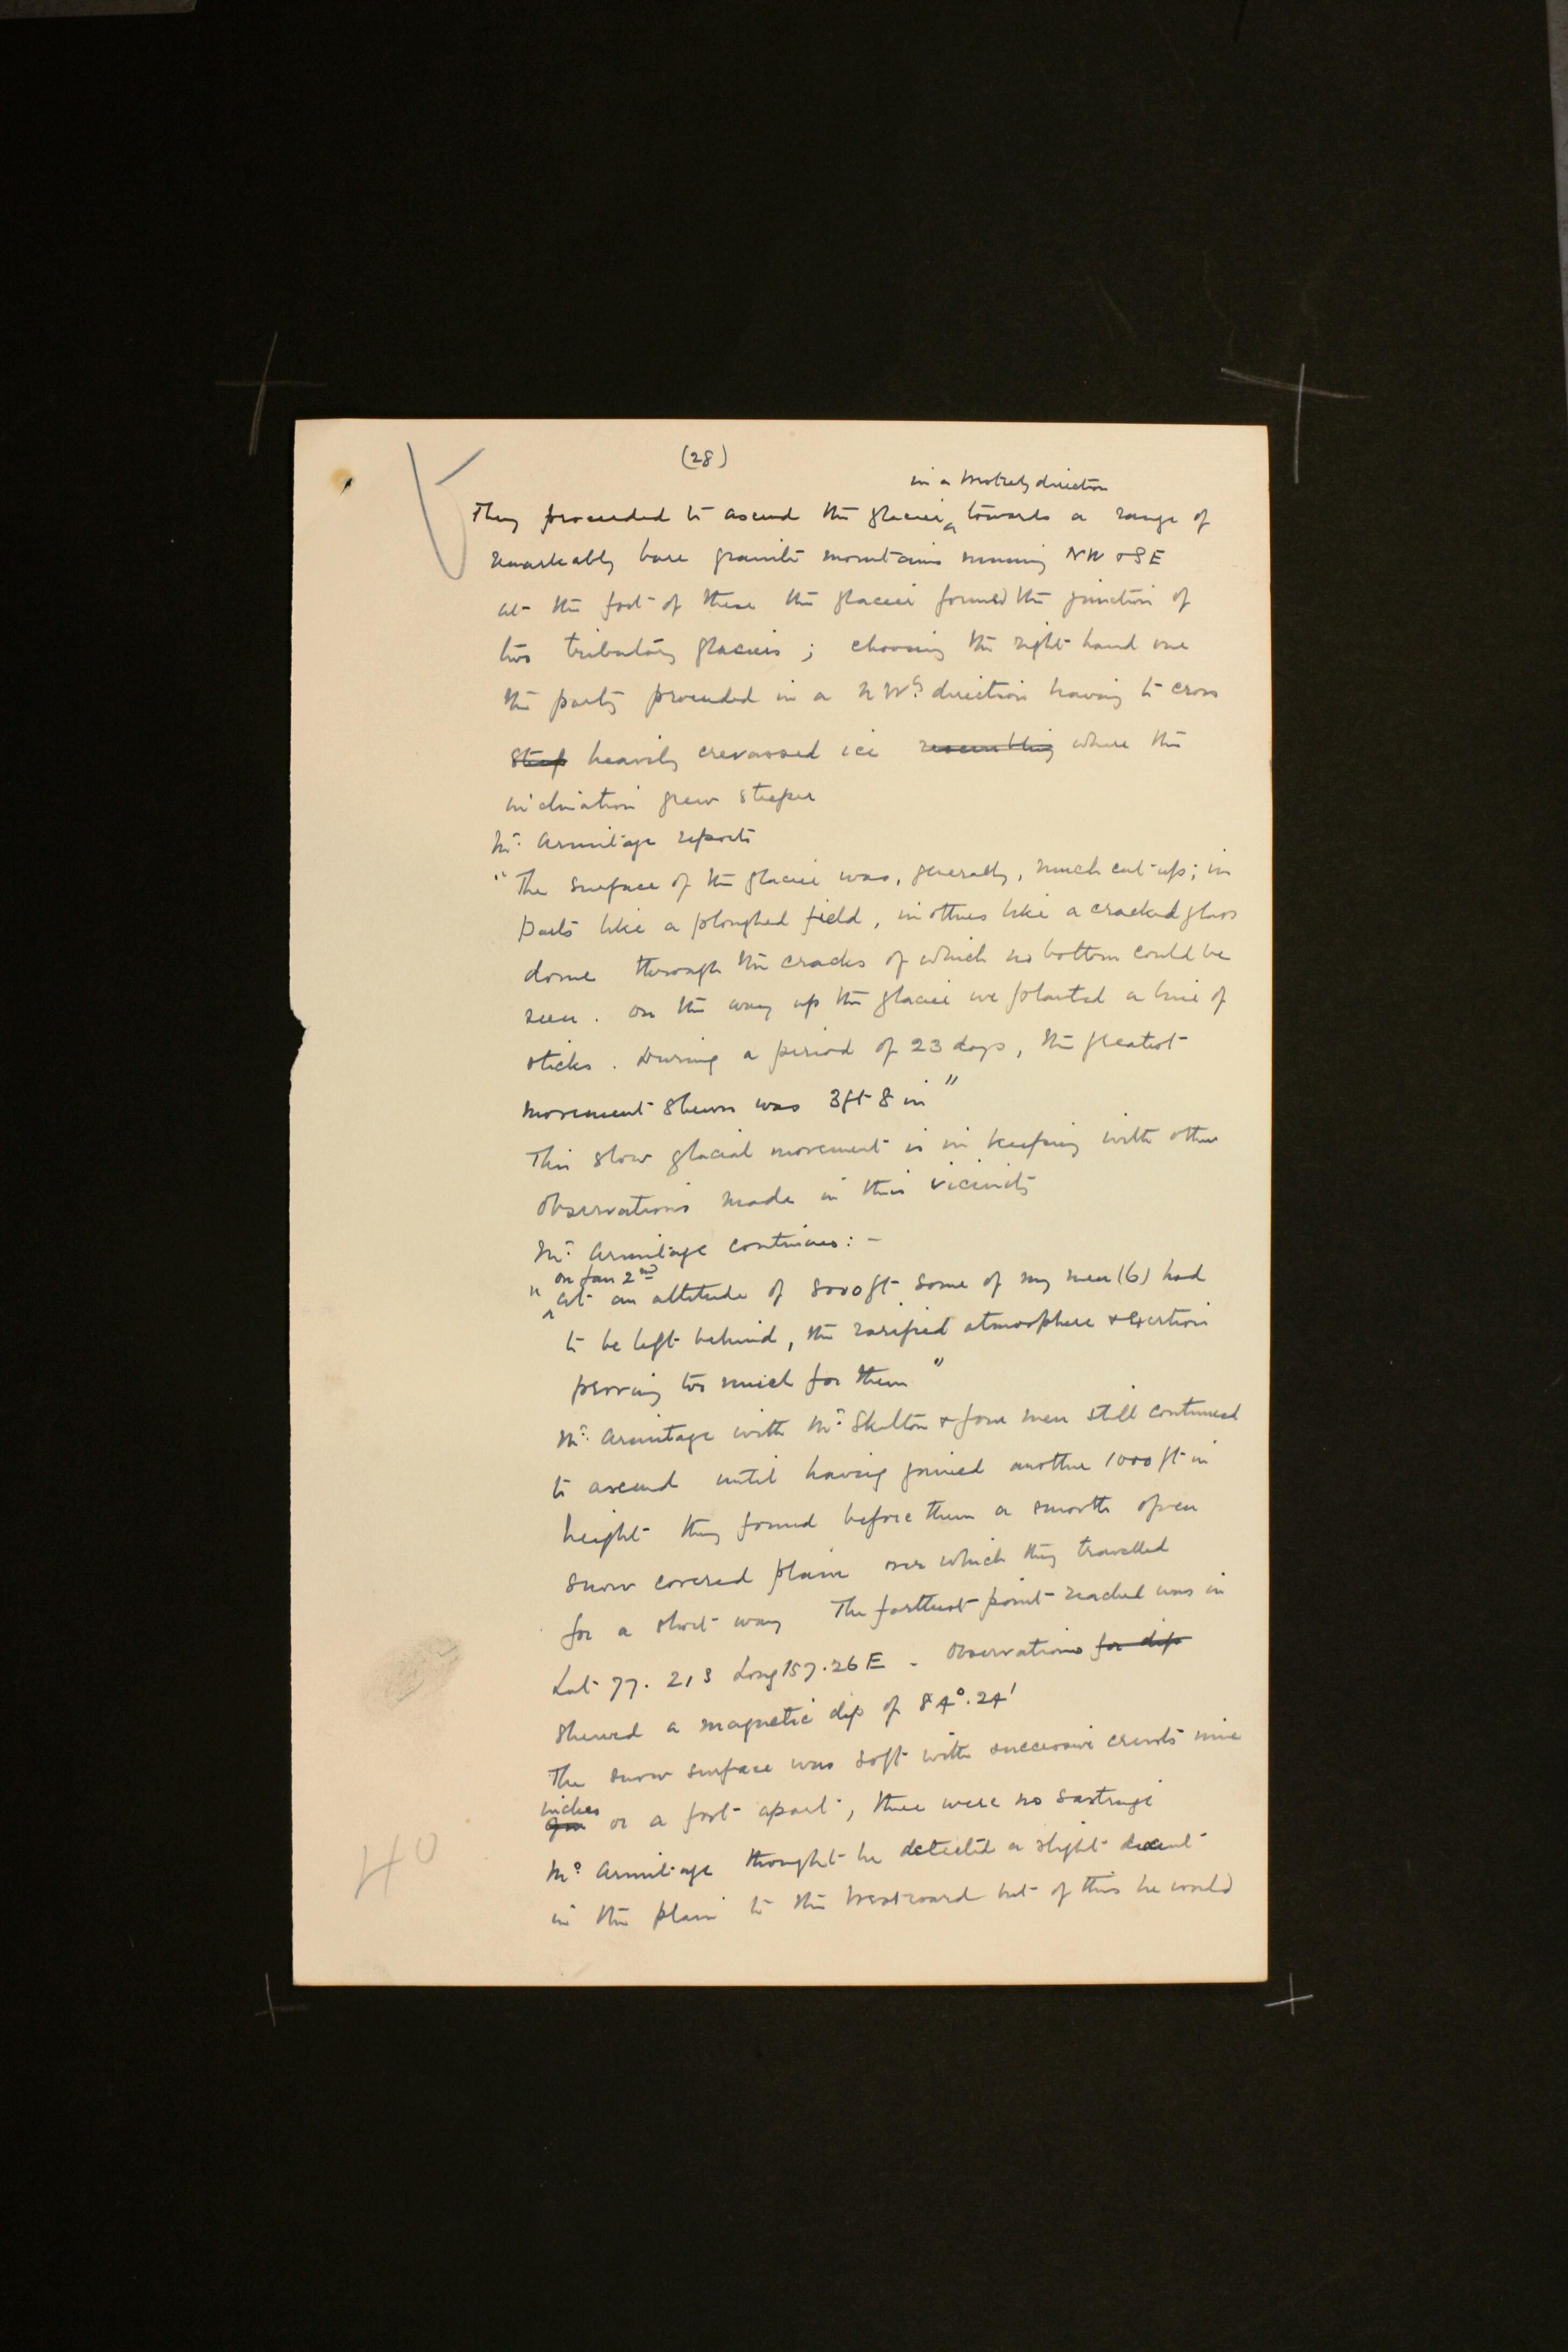 (28)
in a Westerly direction
They proceeded to ascend the glacier ^ towards a range of
remarkably bare granite mountains running NW & SE
at the foot of these the glacier formed the junction of
two tributary glaciers ; choosing the right hand one
the party proceeded in a NWly direction having to cross
steep heavily crevassed ice resembling where the
inclination grew steeper
Mr. Armitage reports
"The surface of the glacier was, generally, much cut up; in
parts like a ploughed field, in others like a cracked glass
dome through the cracks of which no bottom could be
seen. On the way up the glacier we planted a line of
sticks. During a period of 23 days, the greatest
movement shewn was 3ft 8 in"
This slow glacial movement is in keeping with other
observations made in this vicinity
Mr. Armitage continues: -
on Jan 2nd
"^ At an altitude of 8000 ft some of my men (6) had
to be left behind, the rarified atmosphere & exertion
proving too much for them"
Mr. Armitage with Mr. Skelton & four men still continued
to ascend until having gained another 1000 ft in
height they found before them a smooth open
snow covered plain over which they travelled
for a short way The farthest point reached was in
Lat 77. 21 S Long 157.26 E . Observations for dip
shewed a magnetic dip of 84°.24'
The snow surface was soft with successive crusts nine
inches
or a foot apart, there were no sastrugi
Mr. Armitage thought he detected a slight descent
in the plain to the Westward but of this he would
40